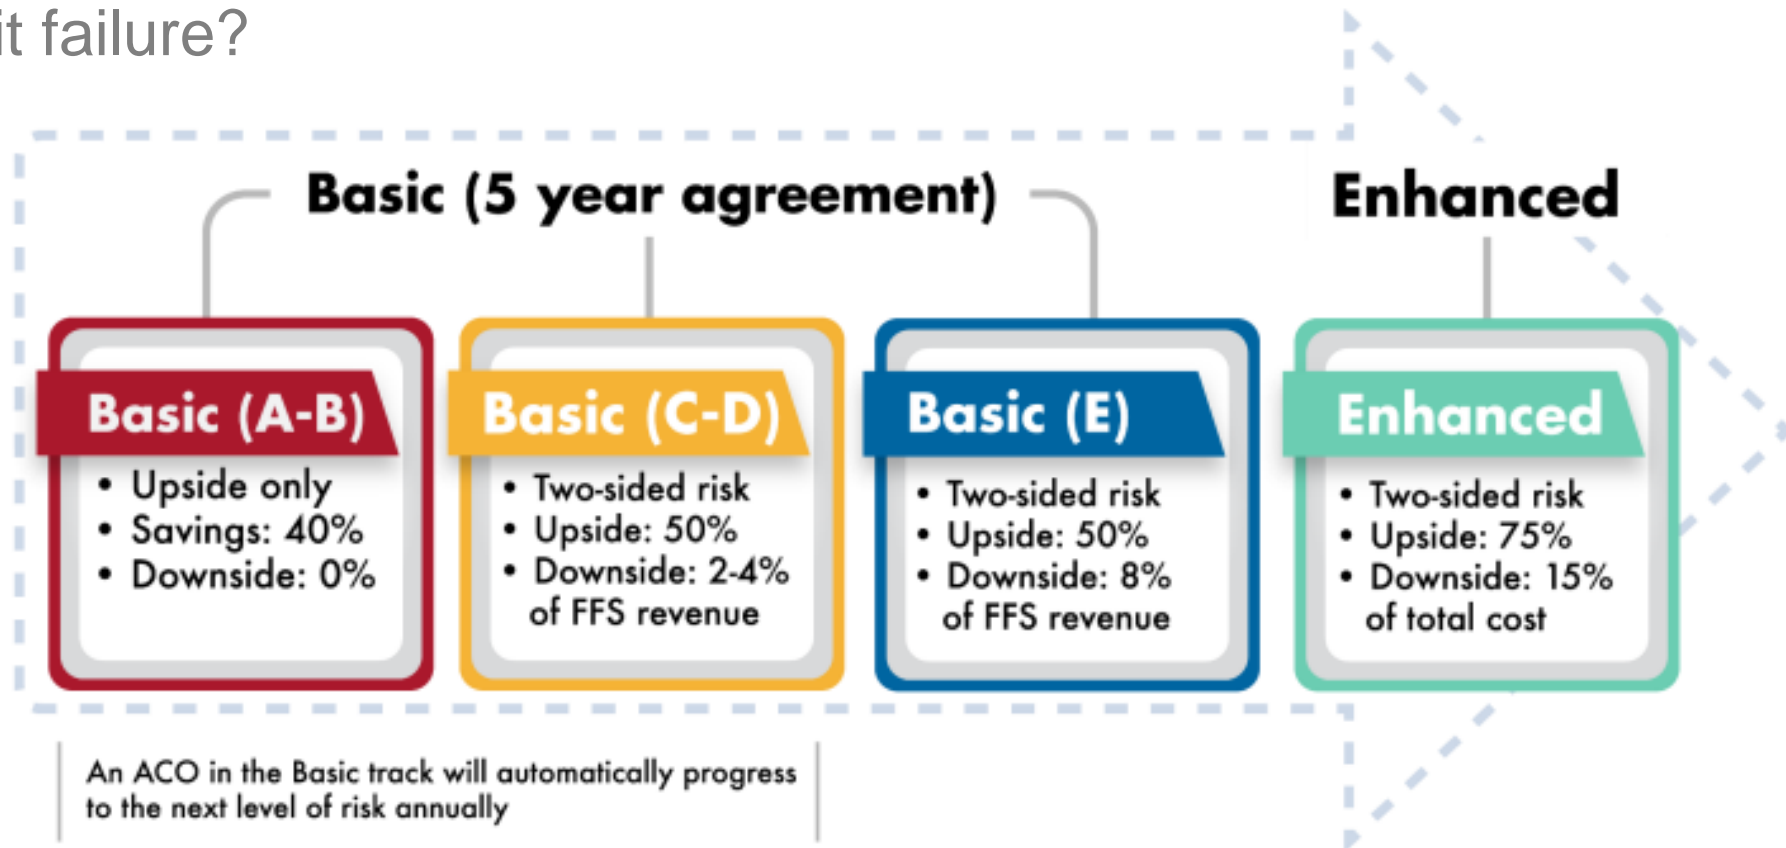 it failure?
Basic (5 year agreement)
Enhanced
Basic (A-B)
• Upside only
• Savings: 40%
• Downside: 0%
Basic (C-D)
• Two-sided risk
• Upside: 50%
• Downside: 2-4%
of FFS revenue
Basic (E)
• Two-sided risk
• Upside: 50%
• Downside: 8%
of FFS revenue
Enhanced
• Two-sided risk
• Upside: 75%
• Downside: 15%
of total cost
An ACO in the Basic track will automatically progress
to the next level of risk annually